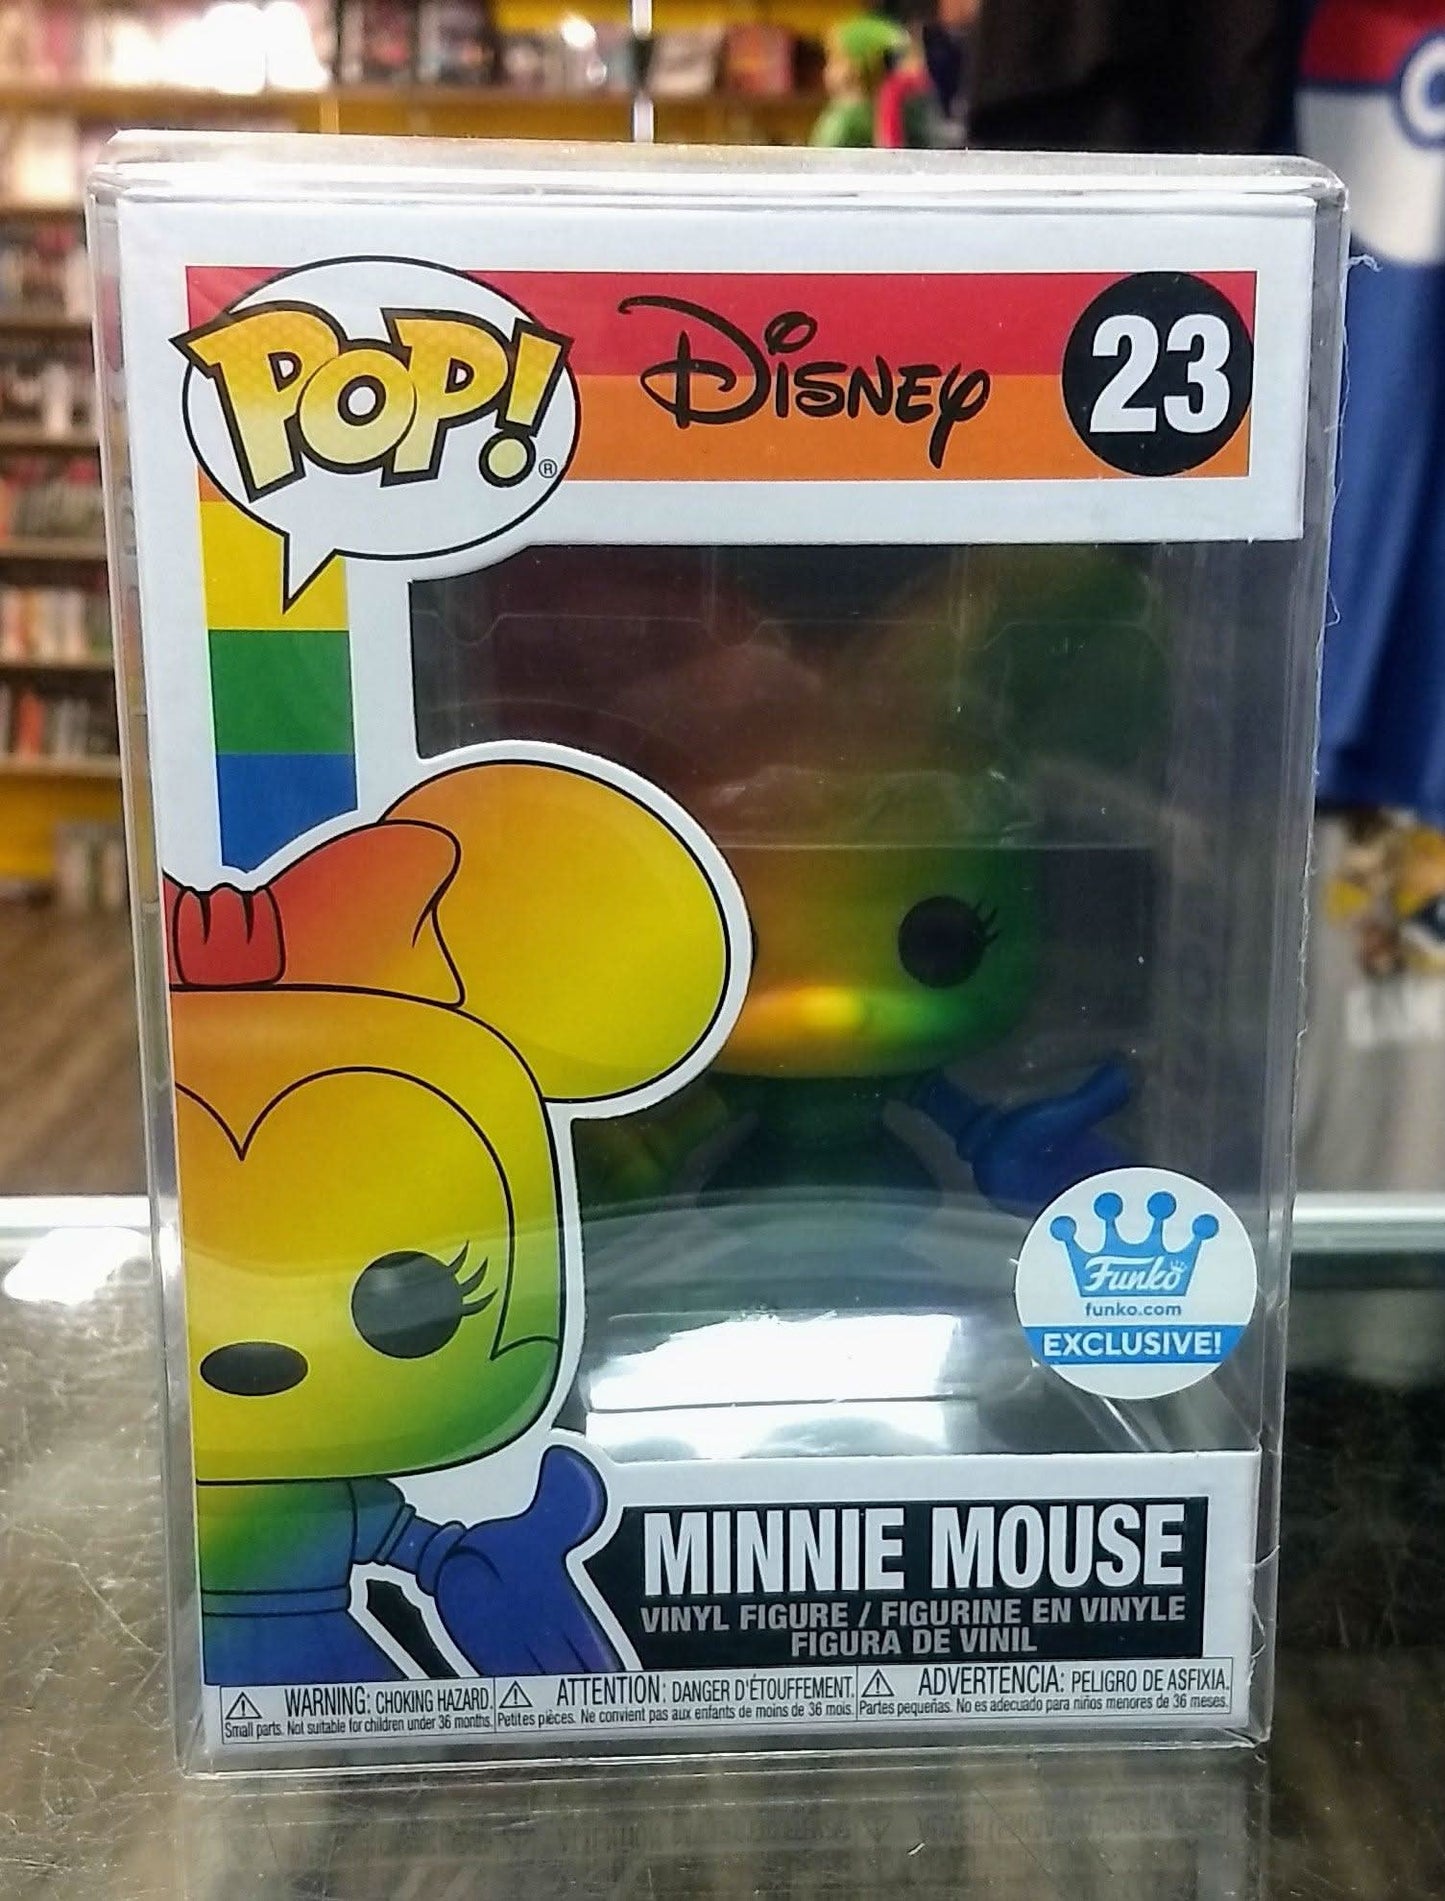 POP!®
Disney
23
Funko
funko.com
EXCLUSIVE!
MINNIE MOUSE
VINYL FIGURE / FIGURINE EN VINYLE
FIGURA DE VINIL
WARNING: CHOKING HAZARD.
Small parts. Not suitable for children under 36 months.
ATTENTION: DANGER D'ÉTOUFFEMENT.
Petites pièces. Ne convient pas aux enfants de moins de 36 mois.
ADVERTENCIA: PELIGRO DE ASFIXIA.
Partes pequeñas. No es adecuado para niños menores de 36 meses.